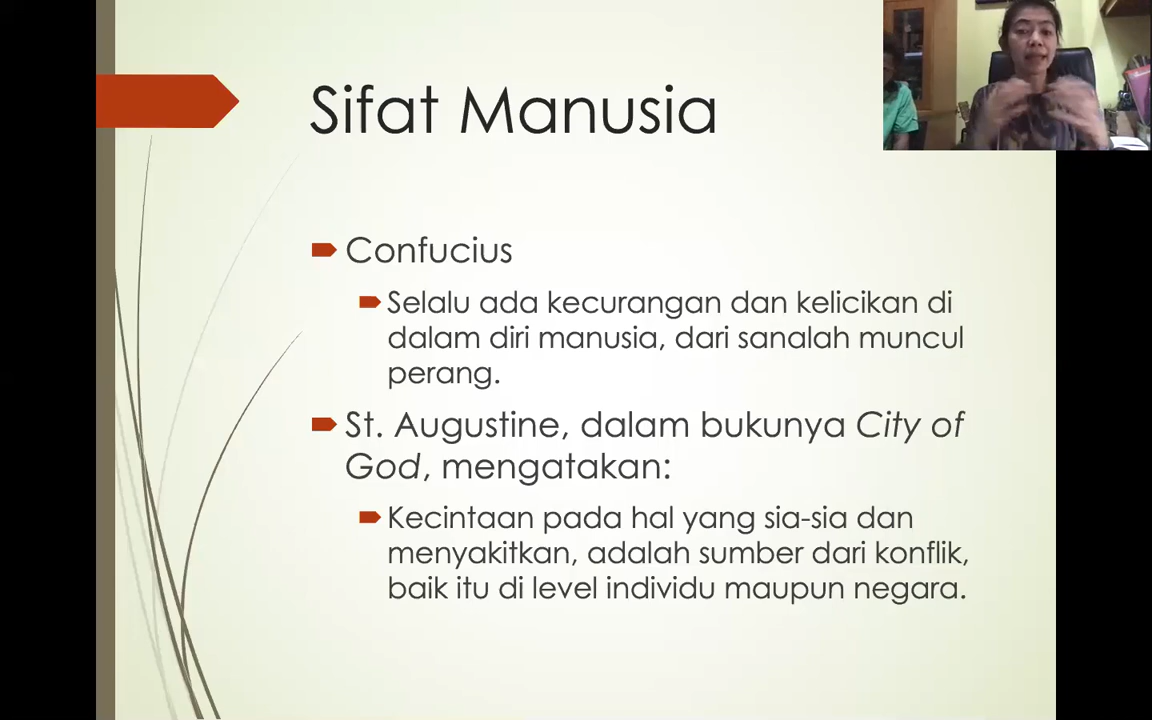 Sifat Manusia
Confucius
Selalu ada kecurangan dan kelicikan di
dalam diri manusia, dari sanalah muncul
perang.
St. Augustine, dalam bukunya City of
God, mengatakan:
Kecintaan pada hal yang sia-sia dan
menyakitkan, adalah sumber dari konflik,
baik itu di level individu maupun negara.